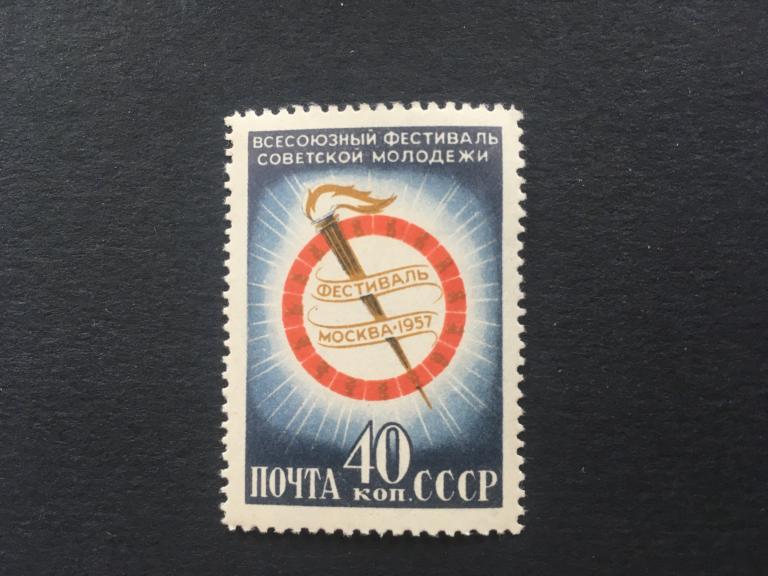 ВСЕСОЮЗНЫЙ ФЕСТИВАЛЬ
СОВЕТСКОЙ МОЛОДЕЖИ
ФЕСТИВАЛЬ
МОСКВА·1957
ПОЧТА 40 КОП. СССР